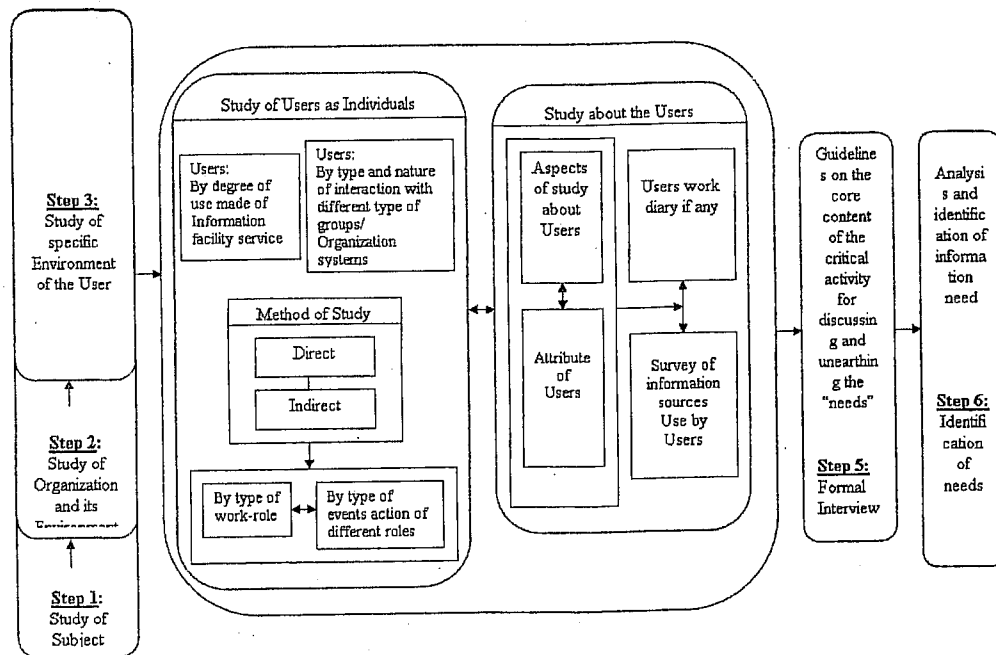 Step 3:
Study of
specific
Environment
of the User
Step 2:
Study of
Organization
and its
Environment
Step 1:
Study of
Subject
Study of Users as Individuals
Users:
By degree of
use made of
Information
facility service
Users:
By type and nature
of interaction with
different type of
groups/
Organization
systems
Method of Study
Direct
Indirect
By type of
work-role
By type of
events action of
different roles
Study about the Users
Aspects
of study
about
Users
Users work
diary if any
Attribute
of
Users
Survey of
information
sources
Use by
Users
Guideline
s on the
core
content
of the
critical
activity
for
discussin
g and
unearthin
g the
"needs"
Step 5:
Formal
Interview
Analysi
s and
identific
ation of
informa
tion
need
Step 6:
Identifi
cation
of
needs